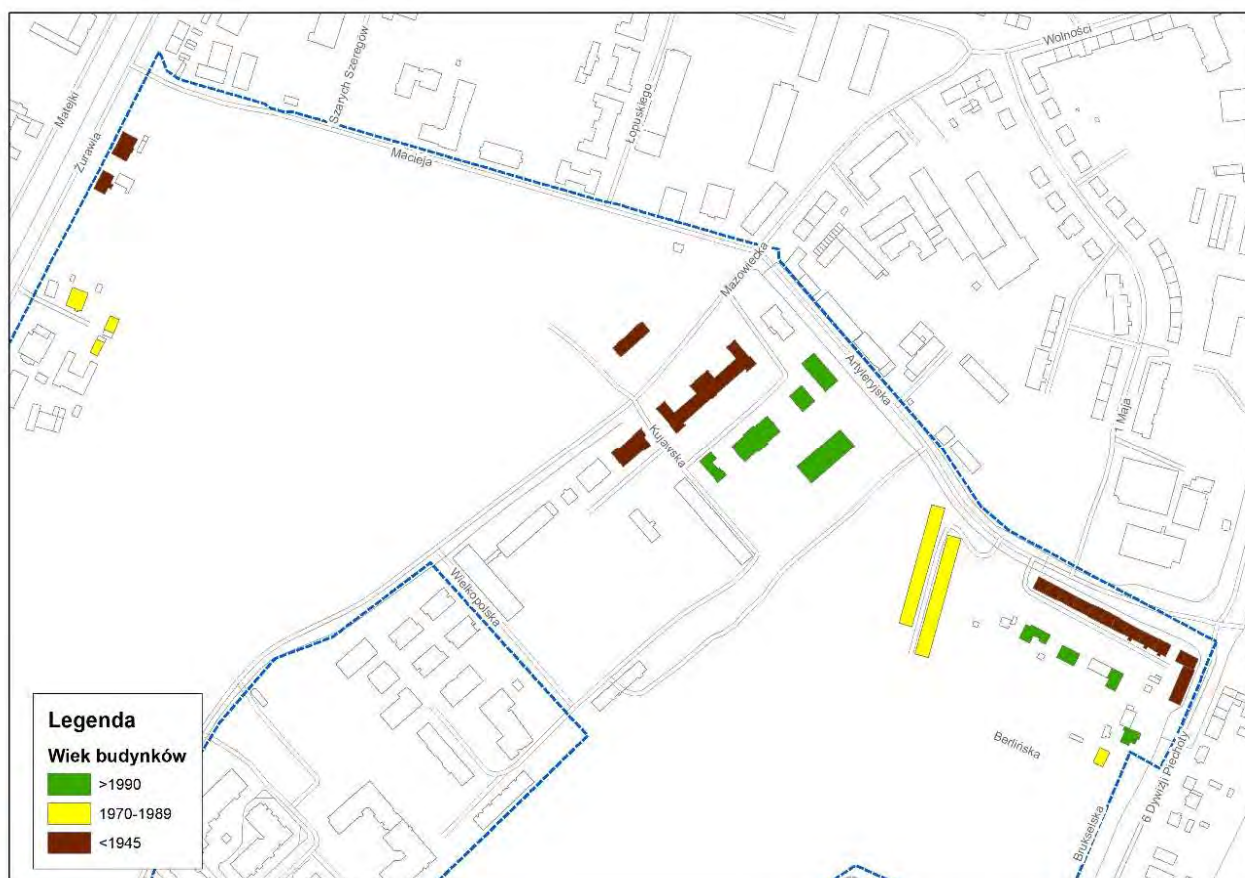 Wolności
Szarych Szeregów
Łopuskiego
Matejki
Żurawia
Macieja
Mazowiecka
Artyleryjska
1 Maja
Kujawska
Wielkopolska
Berlińska
6 Dywizji Piechoty
Brukselska
Legenda
Wiek budynków
>1990
1970-1989
<1945